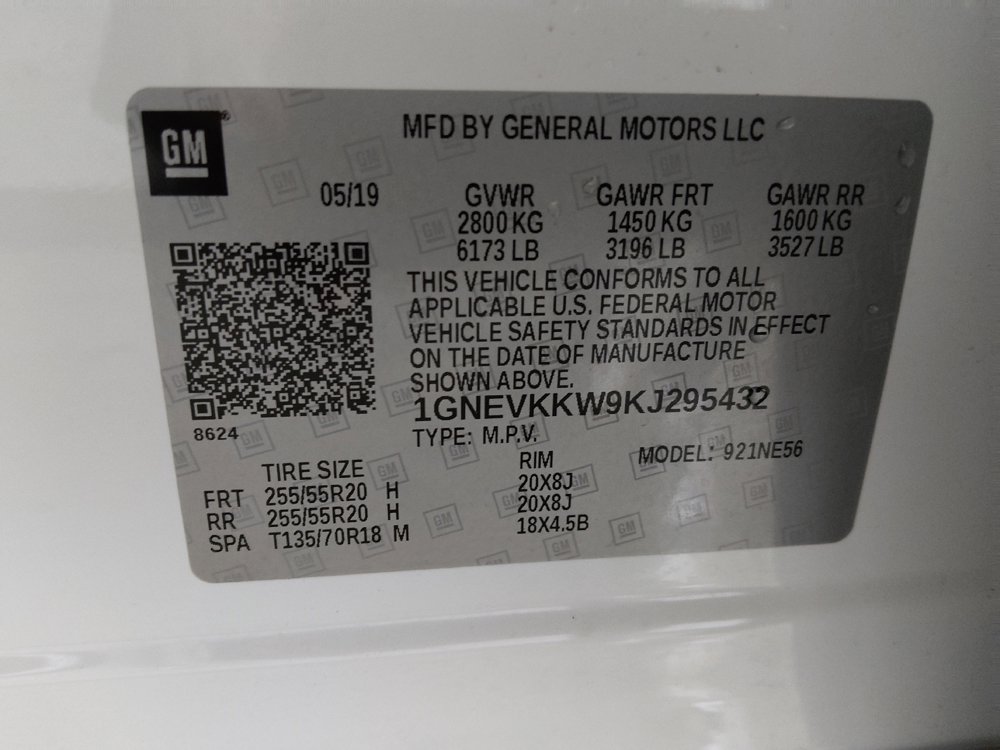 GM
MFD BY GENERAL MOTORS LLC
05/19 GVWR GAWR FRT GAWR RR
2800 KG 1450 KG 1600 KG
6173 LB 3196 LB 3527 LB
THIS VEHICLE CONFORMS TO ALL
APPLICABLE U.S. FEDERAL MOTOR
VEHICLE SAFETY STANDARDS IN EFFECT
ON THE DATE OF MANUFACTURE
SHOWN ABOVE.
1GNEVKKW9KJ295432
8624
TYPE: M.P.V. MODEL: 921NE56
TIRE SIZE RIM
FRT 255/55R20 H 20X8J
RR 255/55R20 H 20X8J
SPA T135/70R18 M 18X4.5B